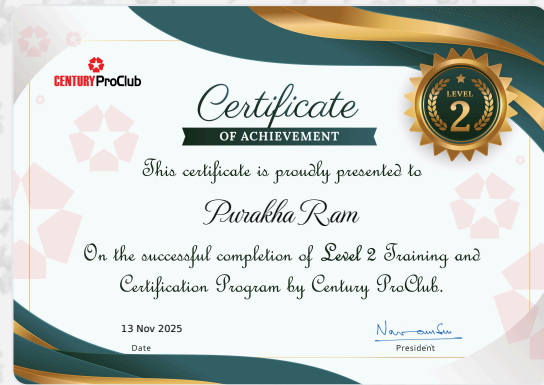 CENTURY ProClub
Certificate
OF ACHIEVEMENT
LEVEL
2
This certificate is proudly presented to
Purakha Ram
On the successful completion of Level 2 Training and
Certification Program by Century ProClub.
13 Nov 2025
Date
President